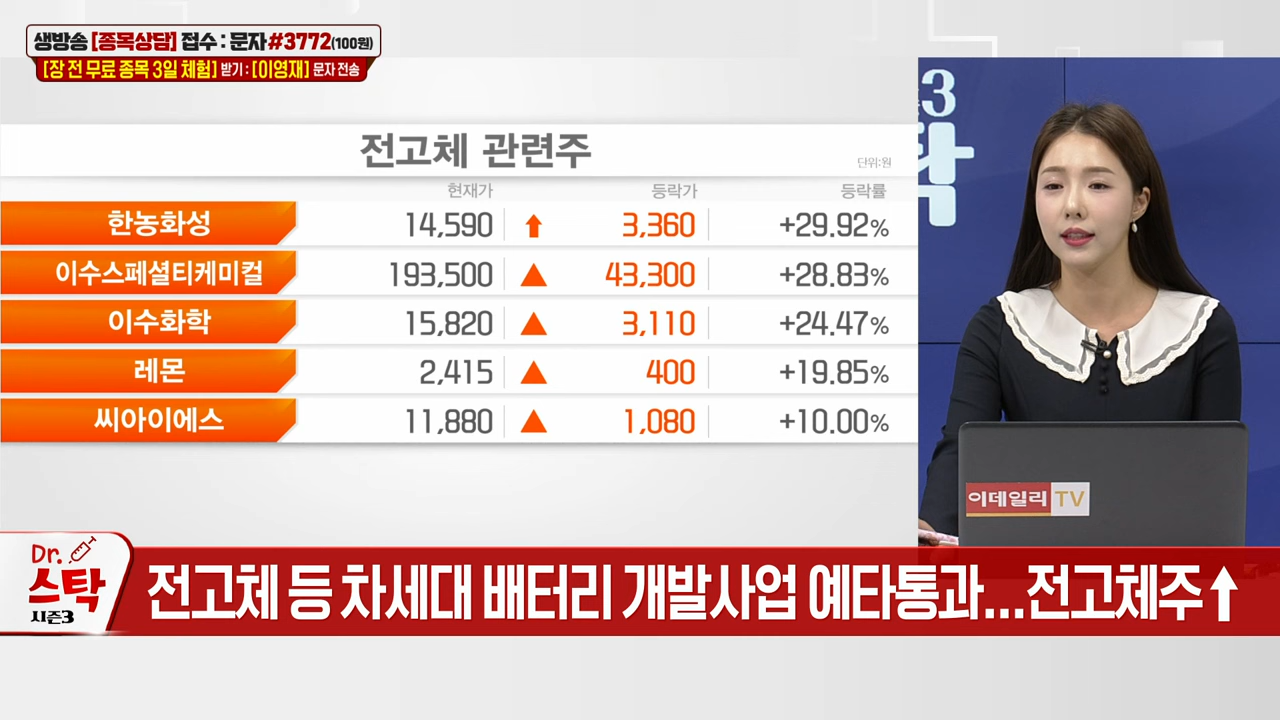 생방송 [종목상담] 접수 : 문자#3772(100원)
[장 전 무료 종목 3일 체험] 받기 : [이영재] 문자 전송
전고체 관련주
단위:원
현재가 등락가 등락률
한농화성 14,590 3,360 +29.92%
이수스페셜티케미컬 193,500 ▲ 43,300 +28.83%
이수화학 15,820 ▲ 3,110 +24.47%
레몬 2,415 ▲ 400 +19.85%
씨아이에스 11,880 ▲ 1,080 +10.00%
3
탁
이데일리 TV
Dr.
스탁
시즌3
전고체 등 차세대 배터리 개발사업 예타통과...전고체주↑